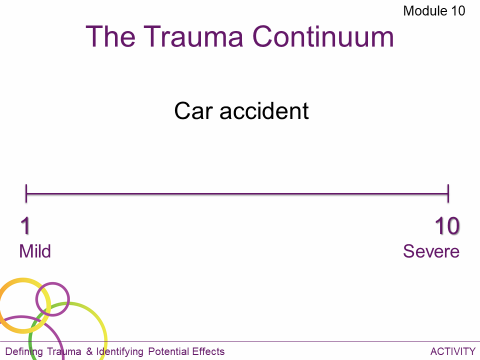 Module 10
The Trauma Continuum
Car accident
1 10
Mild Severe
Defining Trauma & Identifying Potential Effects ACTIVITY